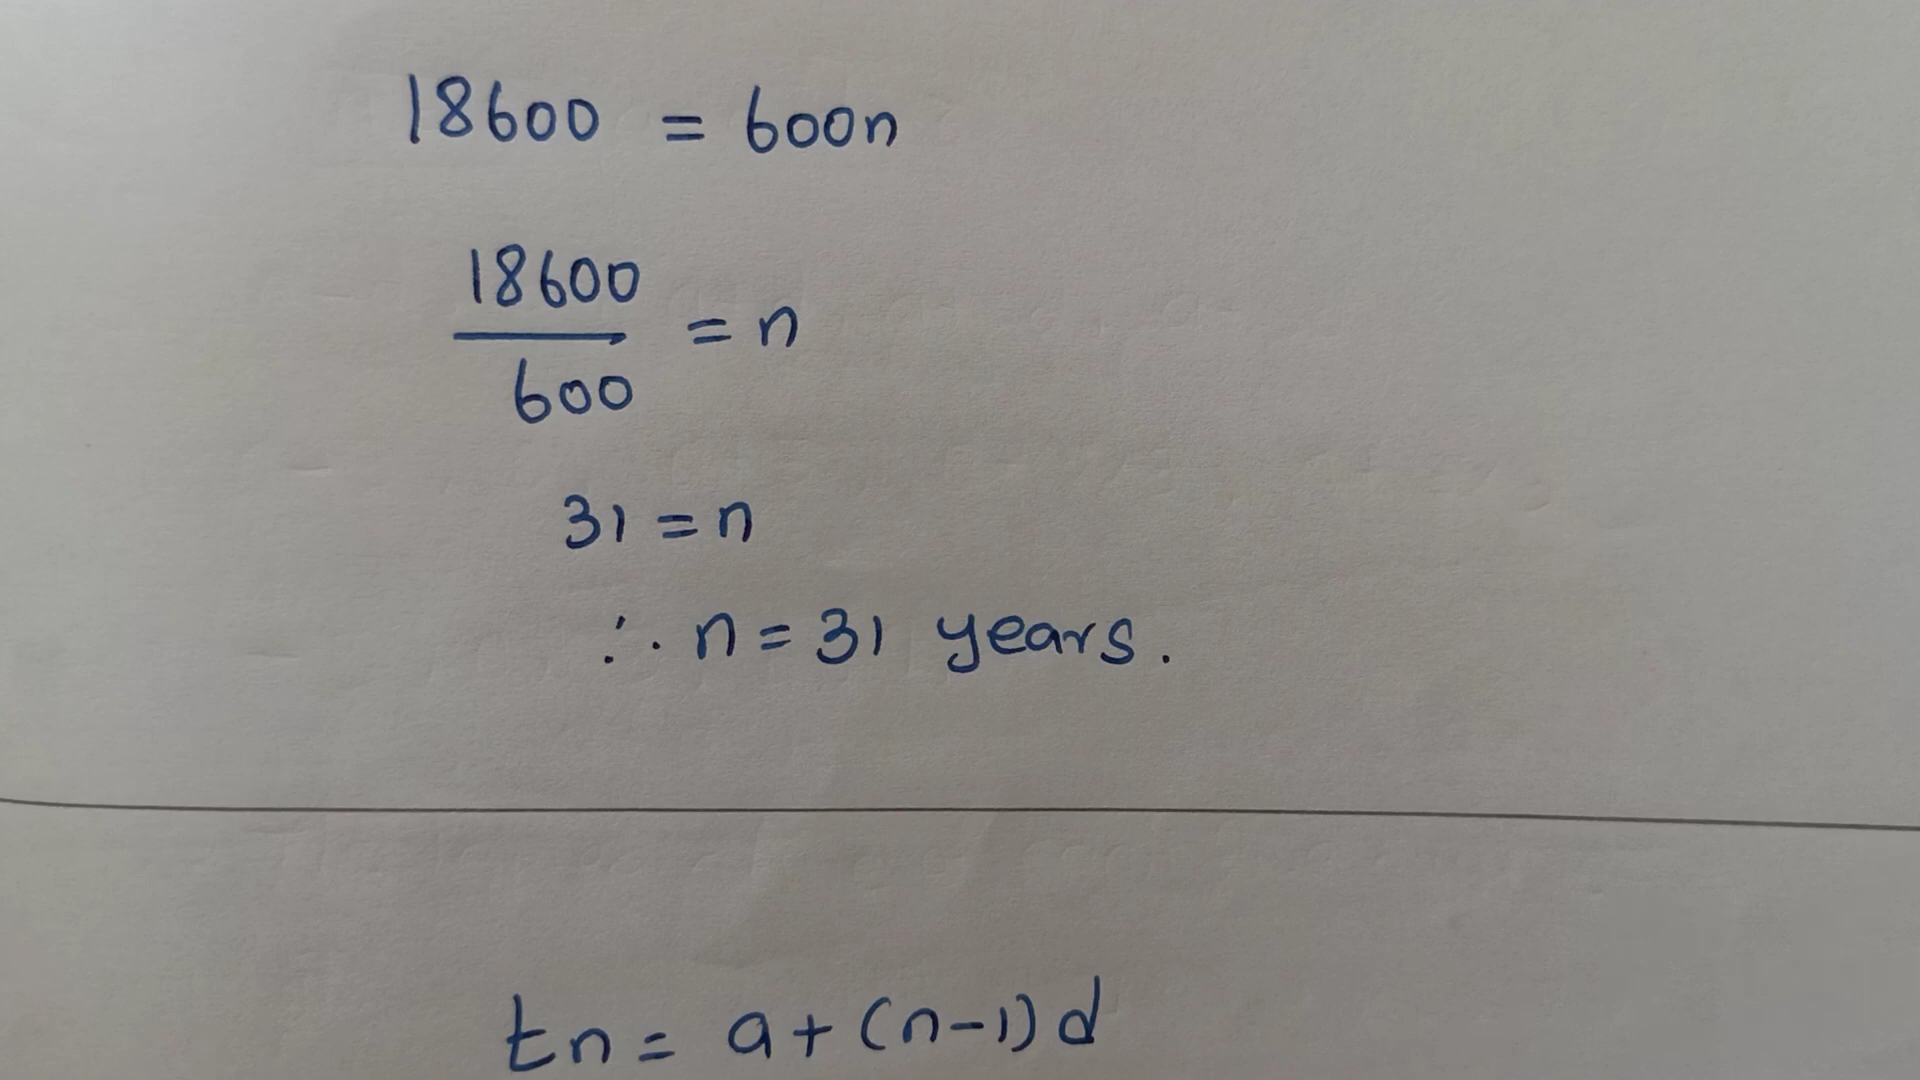 18600 = 600n
18600
= n
600
31 = n
∴ n = 31 years.
tn = a + (n-1)d